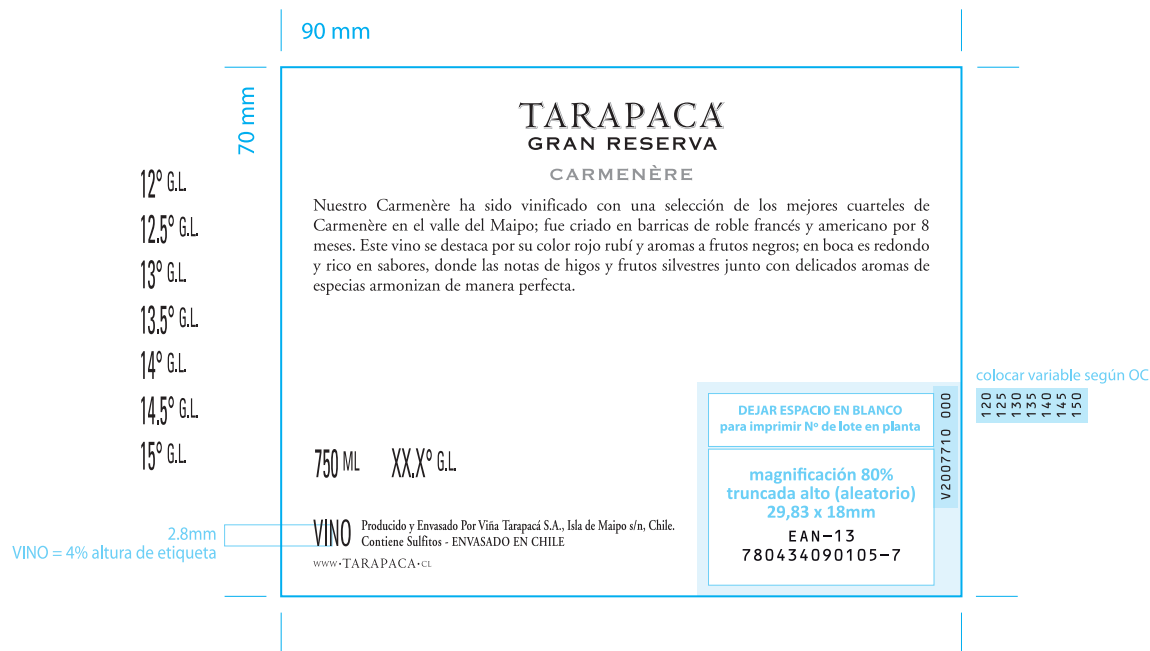 90 mm
70 mm
TARAPACÁ
GRAN RESERVA
CARMENÈRE
Nuestro Carmenère ha sido vinificado con una selección de los mejores cuarteles de
Carmenère en el valle del Maipo; fue criado en barricas de roble francés y americano por 8
meses. Este vino se destaca por su color rojo rubí y aromas a frutos negros; en boca es redondo
y rico en sabores, donde las notas de higos y frutos silvestres junto con delicados aromas de
especias armonizan de manera perfecta.
12° G.L.
12.5° G.L.
13° G.L.
13.5° G.L.
14° G.L.
14.5° G.L.
15° G.L.
750 ML XX.X° G.L.
2.8mm
VINO = 4% altura de etiqueta
VINO
Producido y Envasado Por Viña Tarapacá S.A., Isla de Maipo s/n, Chile.
Contiene Sulfitos - ENVASADO EN CHILE
WWW·TARAPACA·CL
DEJAR ESPACIO EN BLANCO
para imprimir Nº de lote en planta
magnificación 80%
truncada alto (aleatorio)
29,83 x 18mm
EAN-13
780434090105-7
V2007710 000
colocar variable según OC
120
125
130
135
140
145
150